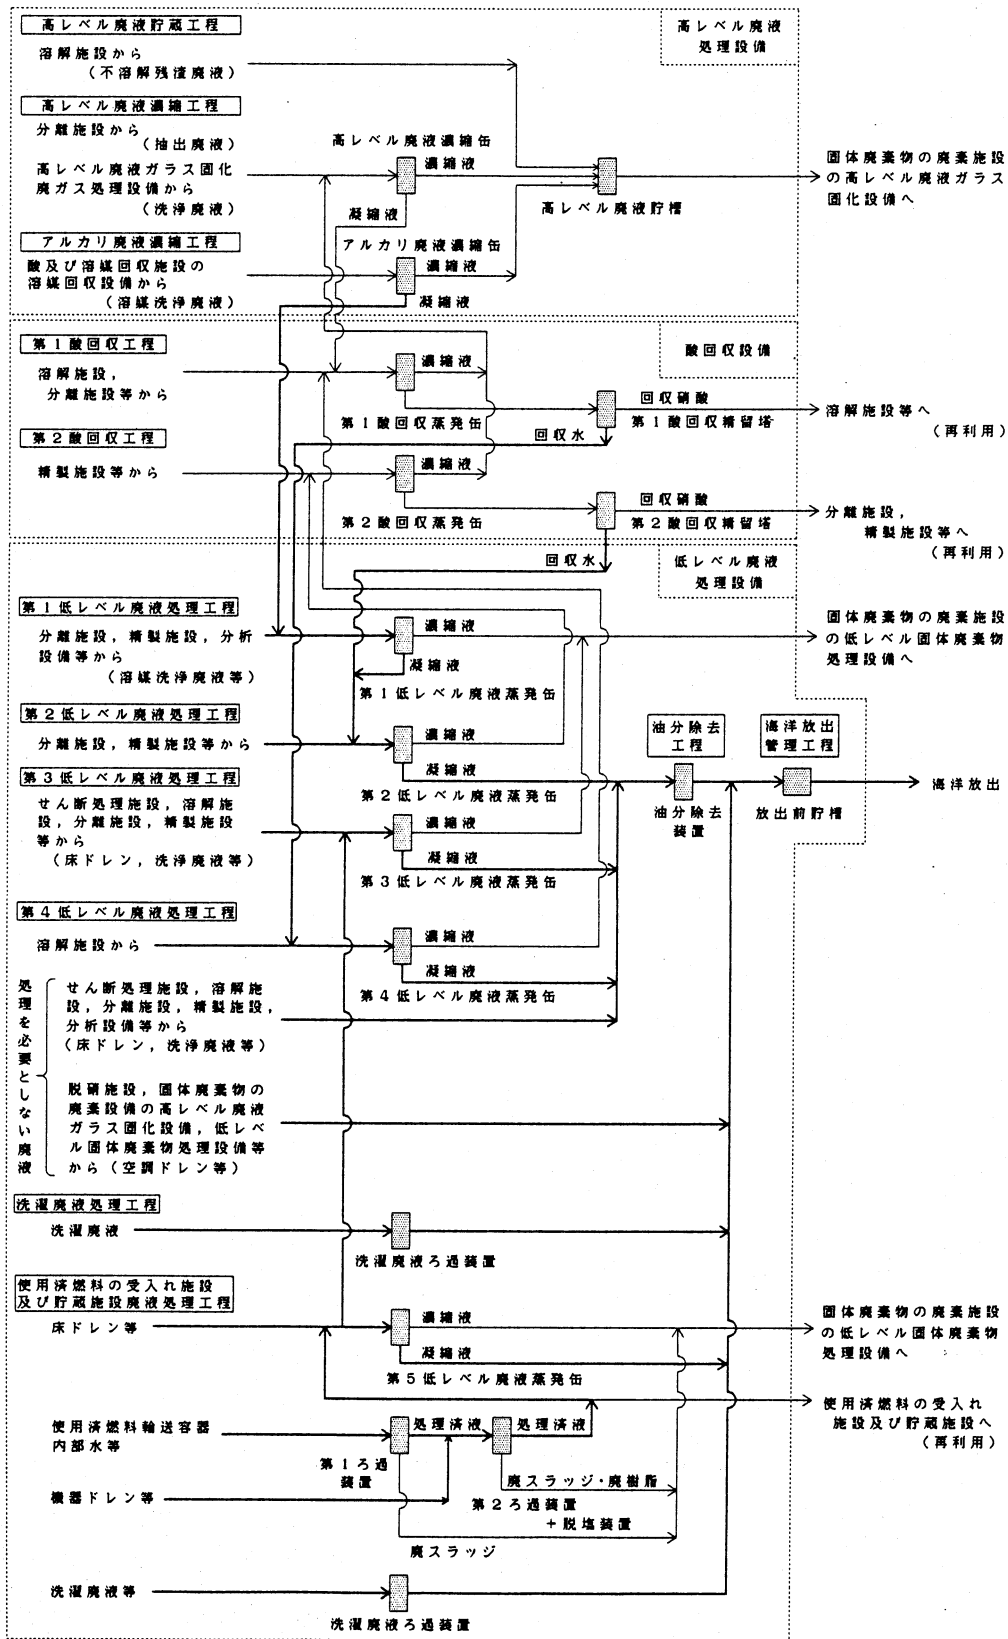 高レベル廃液貯蔵工程
高レベル廃液
処理設備
溶解施設から
(不溶解残渣廃液)
高レベル廃液濃縮工程
分離施設から
(抽出廃液)
高レベル廃液濃縮缶
濃縮液
高レベル廃液ガラス固化
廃ガス処理設備から
(洗浄廃液)
凝縮液
高レベル廃液貯槽
固体廃棄物の廃棄施設
の高レベル廃液ガラス
固化設備へ
アルカリ廃液濃縮工程
アルカリ廃液濃縮缶
酸及び溶媒回収施設の
溶媒回収設備から
(溶媒洗浄廃液)
濃縮液
凝縮液
第1酸回収工程
酸回収設備
溶解施設,
分離施設等から
濃縮液
第1酸回収蒸発缶
回収硝酸
第1酸回収精留塔
溶解施設等へ
(再利用)
回収水
第2酸回収工程
精製施設等から
濃縮液
第2酸回収蒸発缶
回収硝酸
第2酸回収精留塔
分離施設,
精製施設等へ
(再利用)
回収水
低レベル廃液
処理設備
第1低レベル廃液処理工程
分離施設,精製施設,分析
設備等から
(溶媒洗浄廃液等)
濃縮液
凝縮液
第1低レベル廃液蒸発缶
固体廃棄物の廃棄施設
の低レベル固体廃棄物
処理設備へ
第2低レベル廃液処理工程
分離施設,精製施設等から
濃縮液
凝縮液
第2低レベル廃液蒸発缶
油分除去
工程
海洋放出
管理工程
油分除去
装置
放出前貯槽
海洋放出
第3低レベル廃液処理工程
せん断処理施設,溶解施
設,分離施設,精製施設
等から
(床ドレン,洗浄廃液等)
濃縮液
凝縮液
第3低レベル廃液蒸発缶
第4低レベル廃液処理工程
溶解施設から
濃縮液
凝縮液
第4低レベル廃液蒸発缶
処理を必要としない廃液
せん断処理施設,溶解施
設,分離施設,精製施設,
分析設備等から
(床ドレン,洗浄廃液等)
脱硝施設,固体廃棄物の
廃棄設備の高レベル廃液
ガラス固化設備,低レベ
ル固体廃棄物処理設備等
から(空調ドレン等)
洗濯廃液処理工程
洗濯廃液
洗濯廃液ろ過装置
使用済燃料の受入れ施設
及び貯蔵施設廃液処理工程
床ドレン等
濃縮液
凝縮液
第5低レベル廃液蒸発缶
固体廃棄物の廃棄施設
の低レベル固体廃棄物
処理設備へ
使用済燃料の受入れ
施設及び貯蔵施設へ
(再利用)
使用済燃料輸送容器
内部水等
処理済液
処理済液
第1ろ過
装置
機器ドレン等
廃スラッジ・廃樹脂
第2ろ過装置
+脱塩装置
廃スラッジ
洗濯廃液等
洗濯廃液ろ過装置